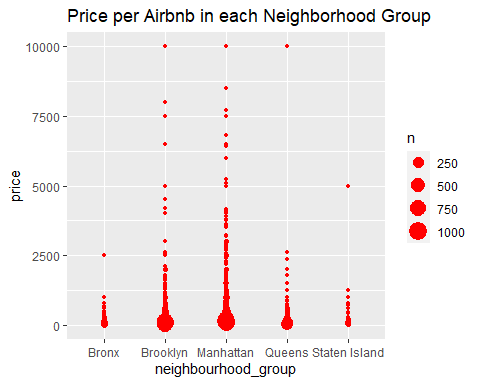 Price per Airbnb in each Neighborhood Group
10000
7500
5000
2500
0
price
Bronx Brooklyn Manhattan Queens Staten Island
neighbourhood_group
n
250
500
750
1000